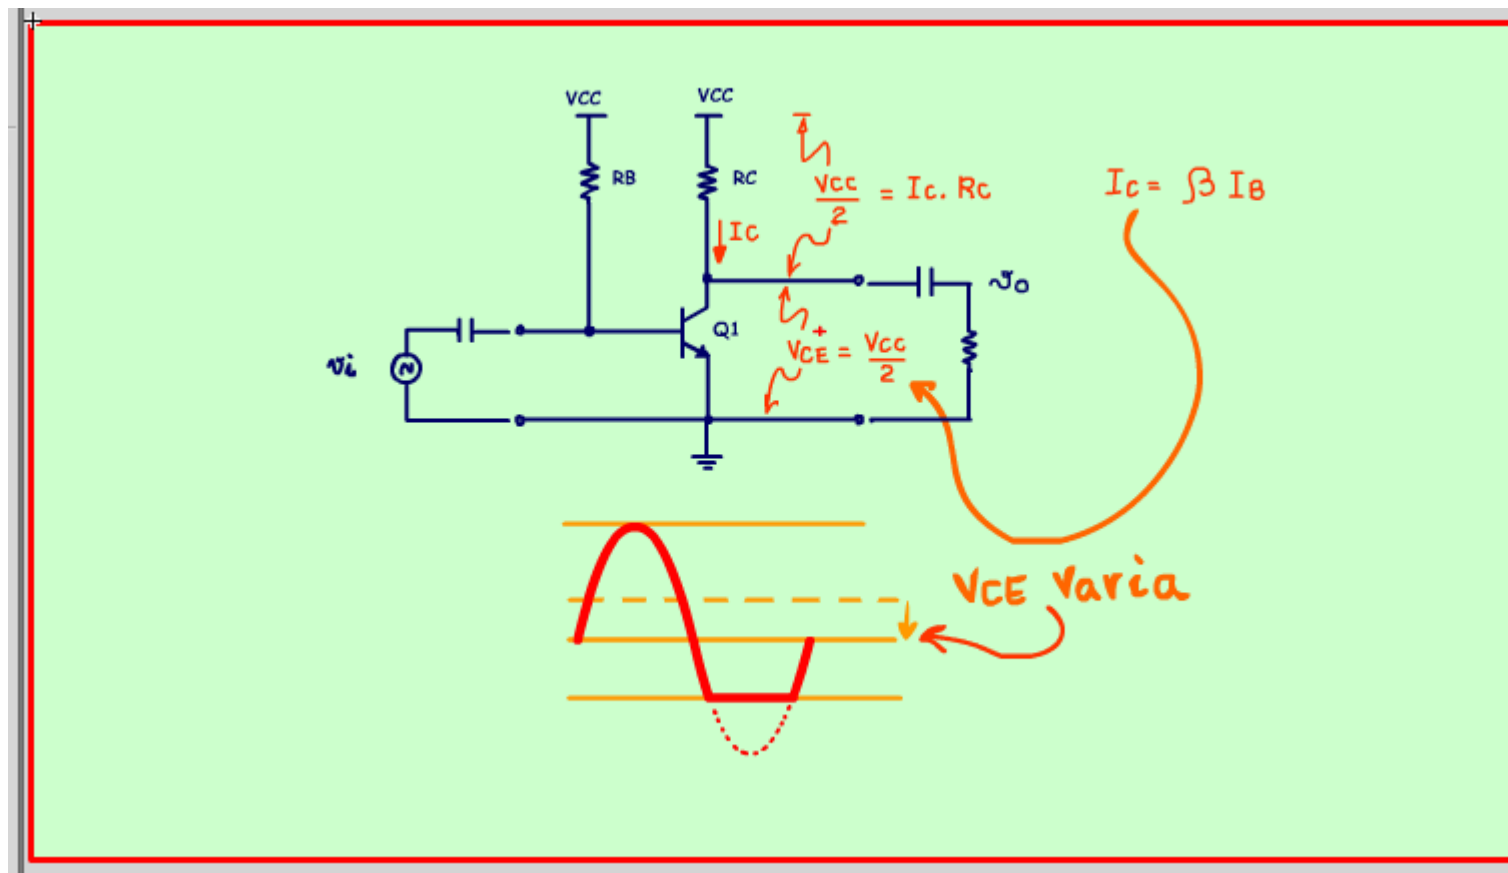 VCC
VCC
RB
RC
VCC/2 = IC. RC
IC = β IB
IC
vo
Q1
+
VCE = VCC/2
vi
VCE varia